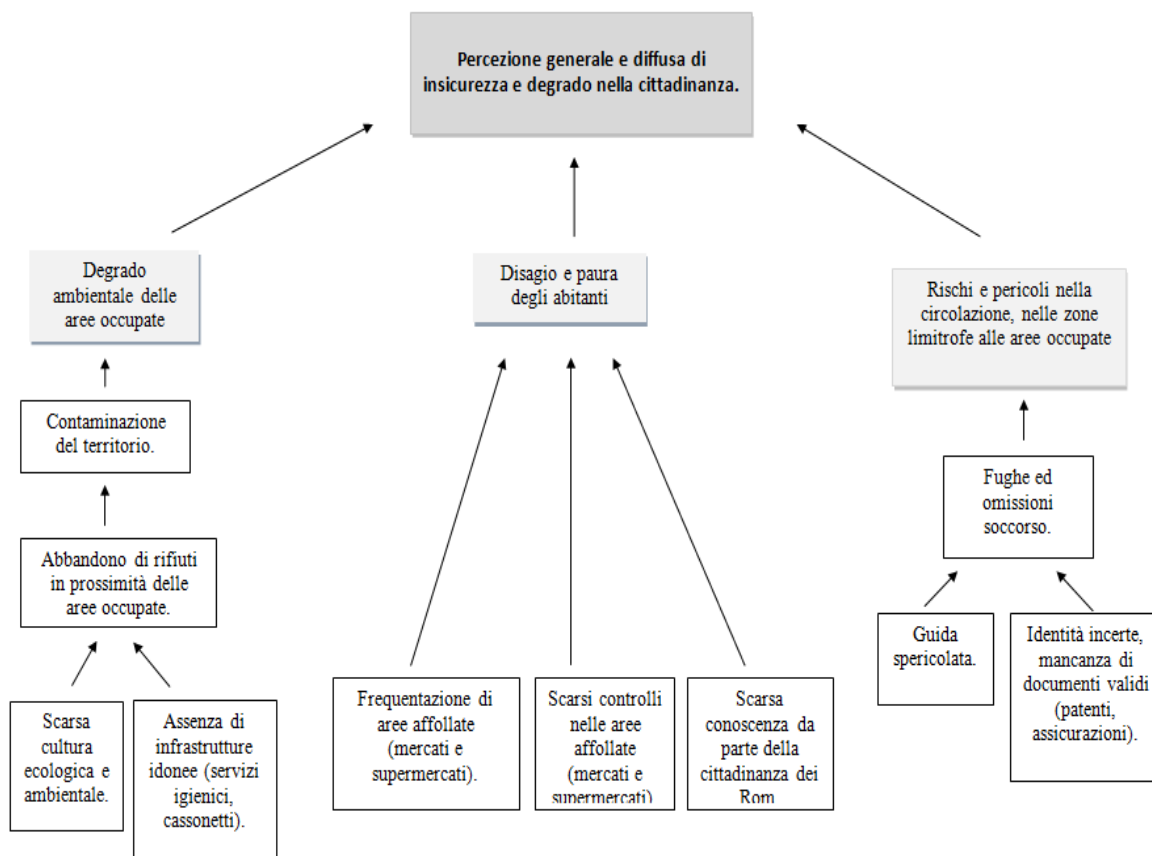 Percezione generale e diffusa di
insicurezza e degrado nella cittadinanza.
Degrado
ambientale delle
aree occupate
Disagio e paura
degli abitanti
Rischi e pericoli nella
circolazione, nelle zone
limitrofe alle aree occupate
Contaminazione
del territorio.
Fughe ed
omissioni
soccorso.
Abbandono di rifiuti
in prossimità delle
aree occupate.
Guida
spericolata.
Identità incerte,
mancanza di
documenti validi
(patenti,
assicurazioni).
Scarsa
cultura
ecologica e
ambientale.
Assenza di
infrastrutture
idonee (servizi
igienici,
cassonetti).
Frequentazione di
aree affollate
(mercati e
supermercati).
Scarsi controlli
nelle aree
affollate
(mercati e
supermercati)
Scarsa
conoscenza da
parte della
cittadinanza dei
Rom